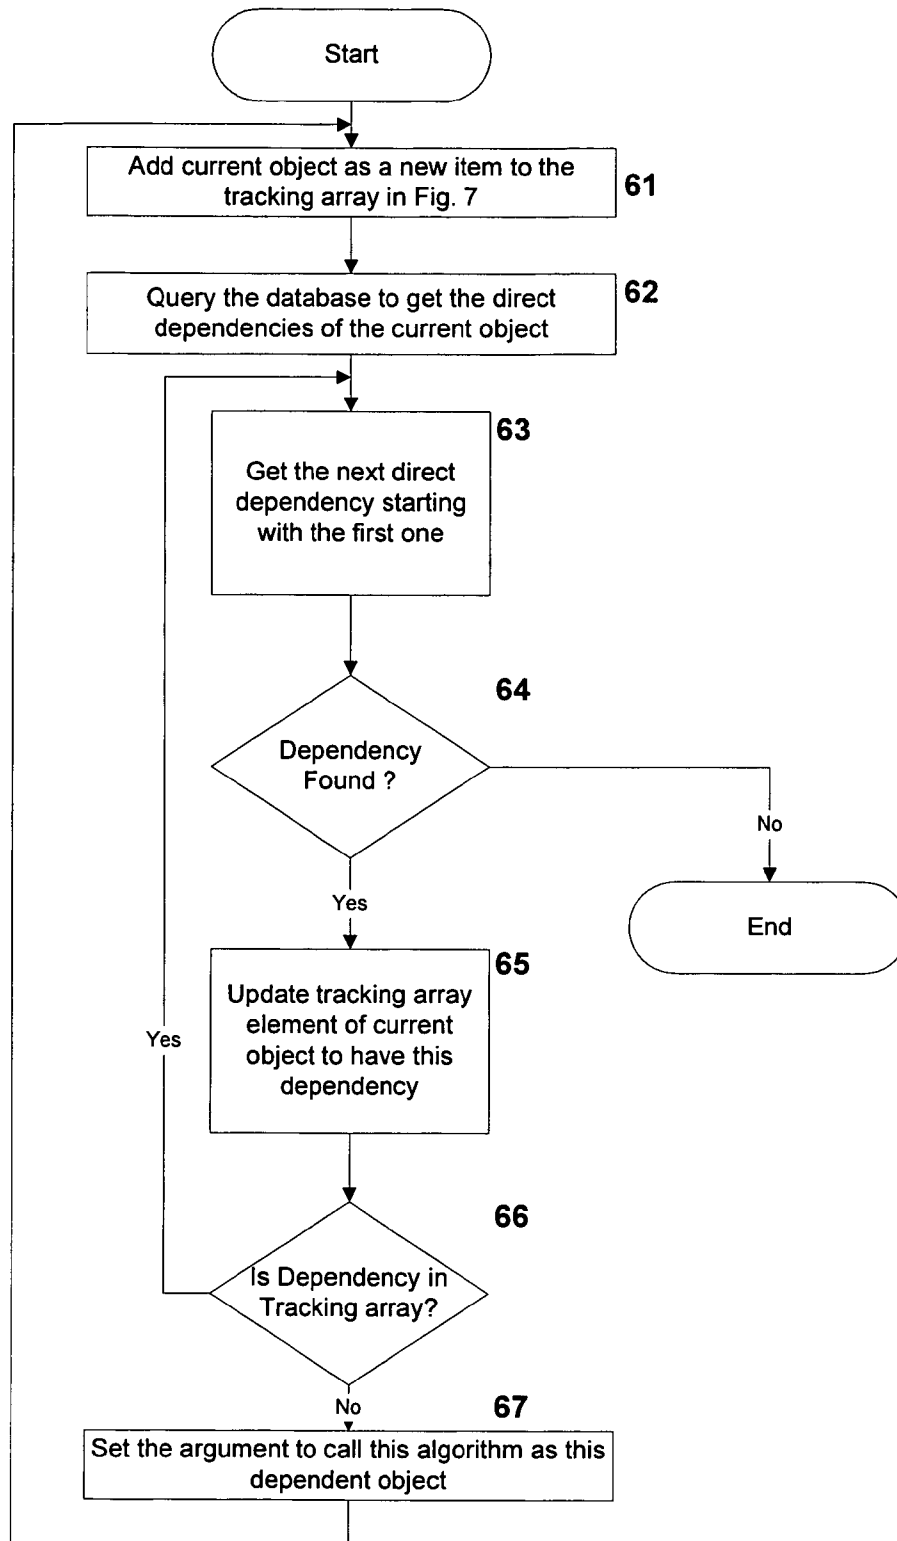 Start
Add current object as a new item to the
tracking array in Fig. 7
61
Query the database to get the direct
dependencies of the current object
62
63
Get the next direct
dependency starting
with the first one
64
Dependency
Found ?
No
Yes
End
65
Update tracking array
element of current
object to have this
dependency
Yes
66
Is Dependency in
Tracking array?
No
67
Set the argument to call this algorithm as this
dependent object